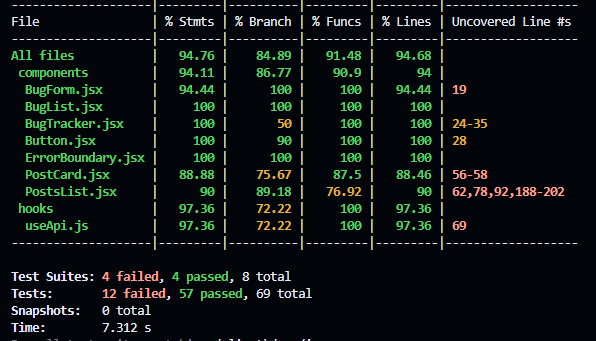 File | % Stmts | % Branch | % Funcs | % Lines | Uncovered Line #s
All files | 94.76 | 84.89 | 91.48 | 94.68 |
components | 94.11 | 86.77 | 90.9 | 94 |
BugForm.jsx | 94.44 | 100 | 100 | 94.44 | 19
BugList.jsx | 100 | 100 | 100 | 100 |
BugTracker.jsx | 100 | 50 | 100 | 100 | 24-35
Button.jsx | 100 | 90 | 100 | 100 | 28
ErrorBoundary.jsx | 100 | 100 | 100 | 100 |
PostCard.jsx | 88.88 | 75.67 | 87.5 | 88.46 | 56-58
PostsList.jsx | 90 | 89.18 | 76.92 | 90 | 62,78,92,188-202
hooks | 97.36 | 72.22 | 100 | 97.36 |
useApi.js | 97.36 | 72.22 | 100 | 97.36 | 69
Test Suites: 4 failed, 4 passed, 8 total
Tests: 12 failed, 57 passed, 69 total
Snapshots: 0 total
Time: 7.312 s